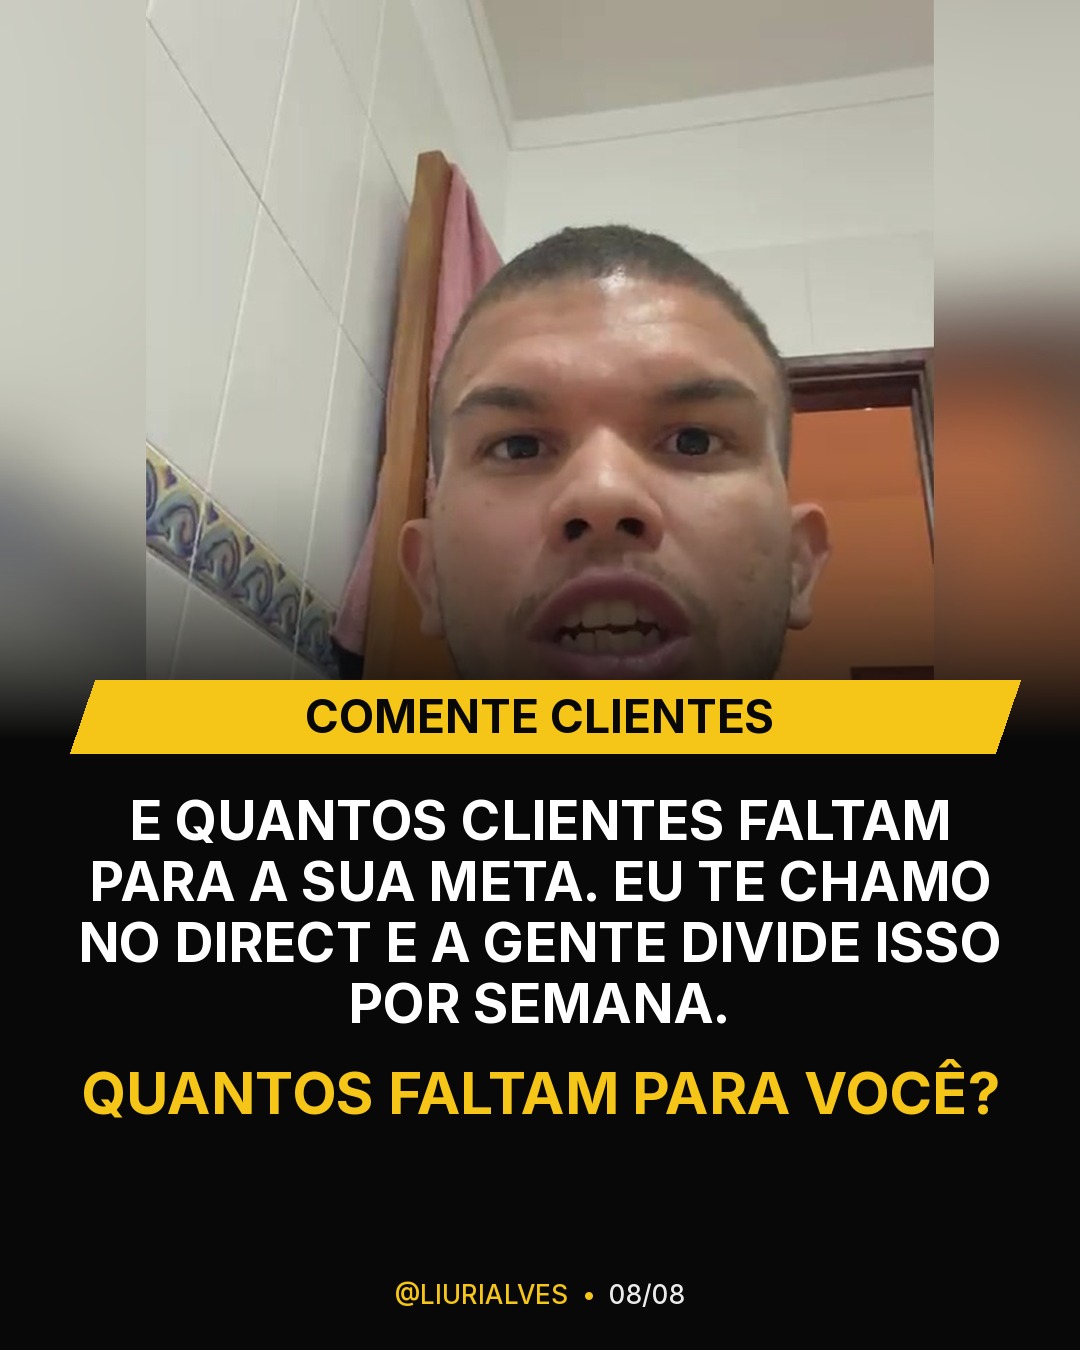 COMENTE CLIENTES
E QUANTOS CLIENTES FALTAM
PARA A SUA META. EU TE CHAMO
NO DIRECT E A GENTE DIVIDE ISSO
POR SEMANA.
QUANTOS FALTAM PARA VOCÊ?
@LIURIALVES • 08/08